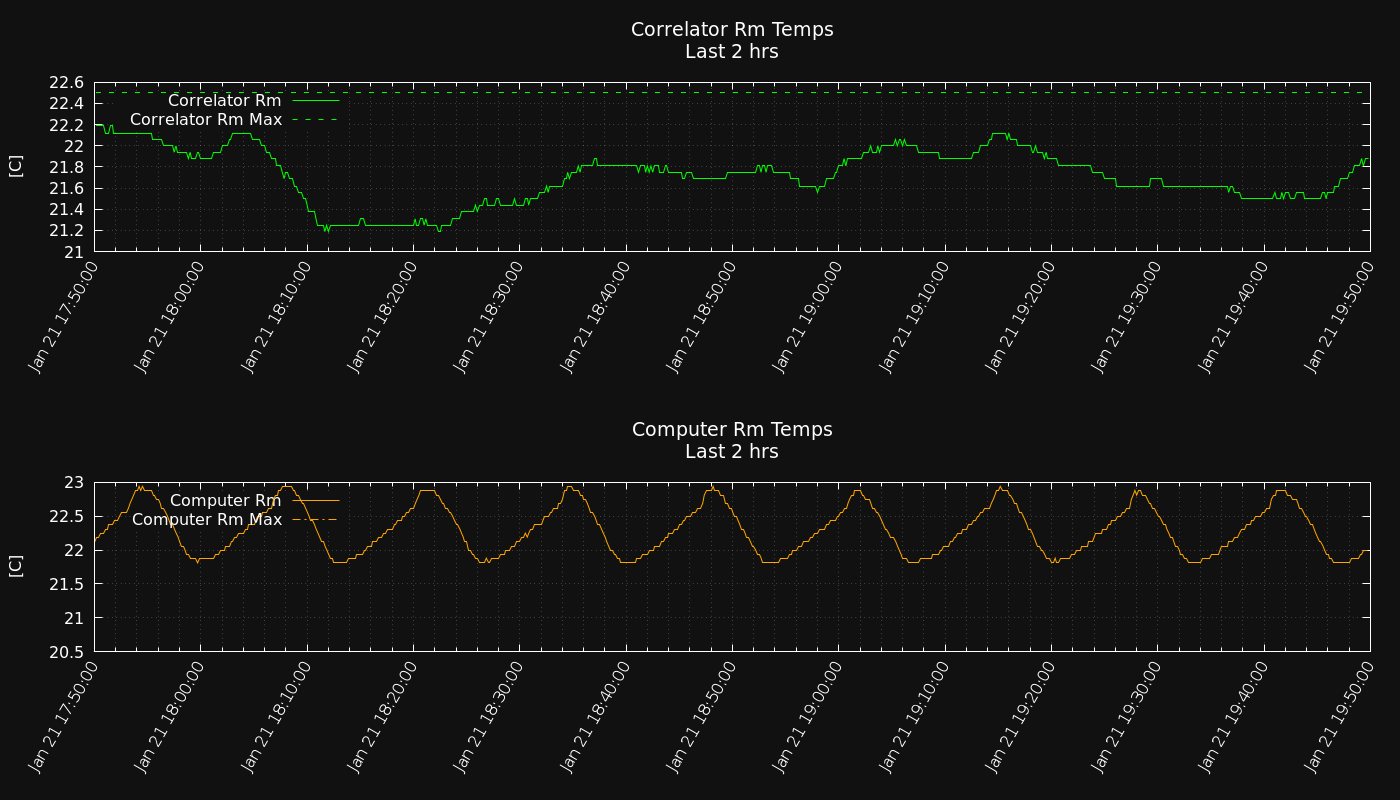 Correlator Rm Temps
Last 2 hrs
22.6
22.4
22.2
22
21.8
21.6
21.4
21.2
21
[C]
Correlator Rm
Correlator Rm Max
Jan 21 17:50:00
Jan 21 18:00:00
Jan 21 18:10:00
Jan 21 18:20:00
Jan 21 18:30:00
Jan 21 18:40:00
Jan 21 18:50:00
Jan 21 19:00:00
Jan 21 19:10:00
Jan 21 19:20:00
Jan 21 19:30:00
Jan 21 19:40:00
Jan 21 19:50:00
Computer Rm Temps
Last 2 hrs
23
22.5
22
21.5
21
20.5
[C]
Computer Rm
Computer Rm Max
Jan 21 17:50:00
Jan 21 18:00:00
Jan 21 18:10:00
Jan 21 18:20:00
Jan 21 18:30:00
Jan 21 18:40:00
Jan 21 18:50:00
Jan 21 19:00:00
Jan 21 19:10:00
Jan 21 19:20:00
Jan 21 19:30:00
Jan 21 19:40:00
Jan 21 19:50:00